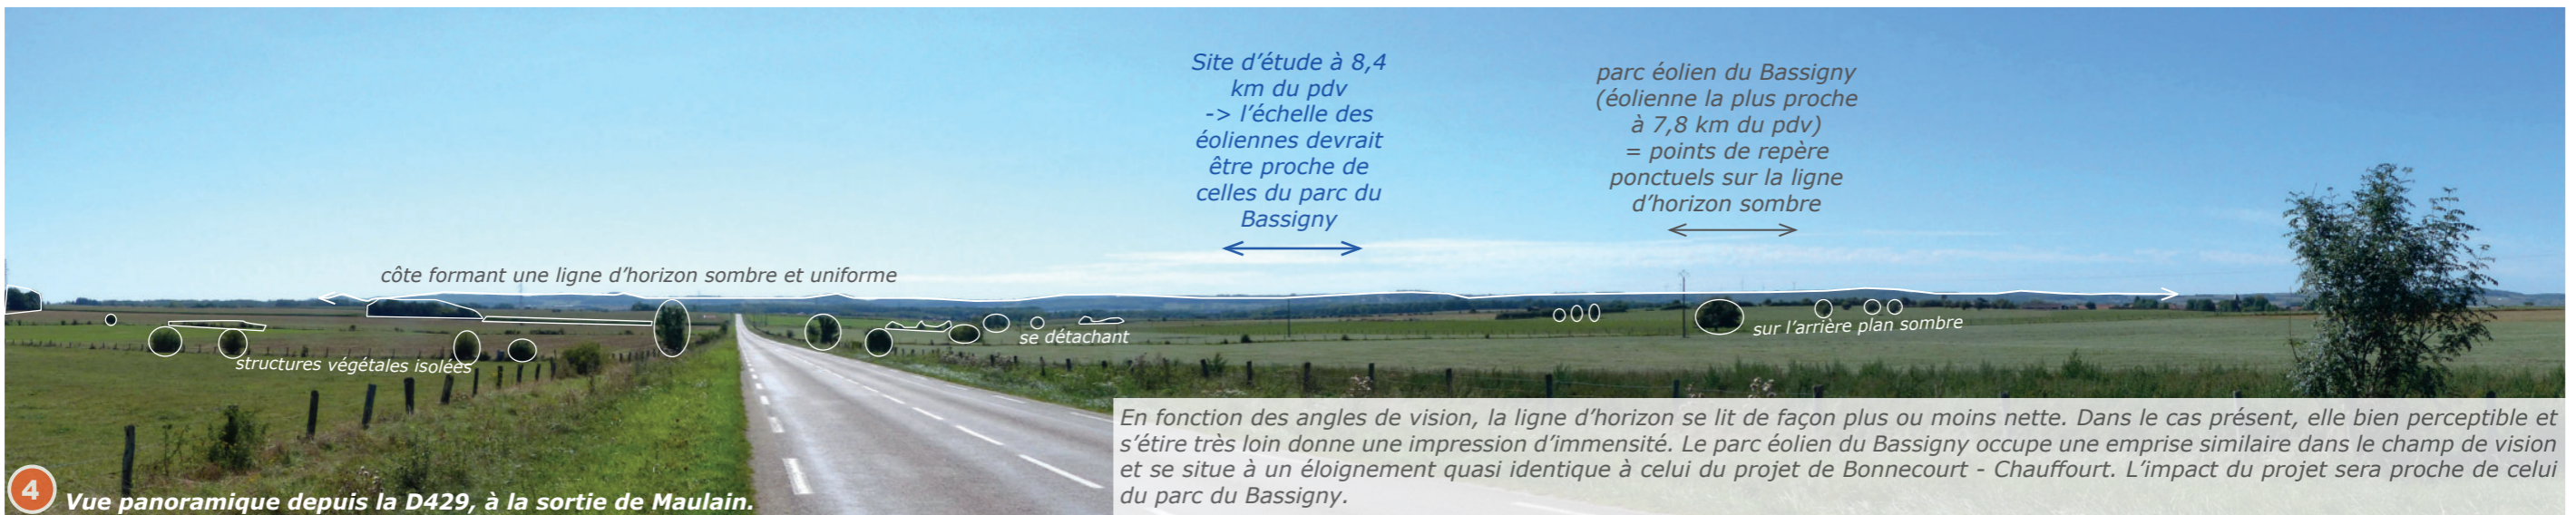 Site d'étude à 8,4
km du pdv
-> l'échelle des
éoliennes devrait
être proche de
celles du parc du
Bassigny
parc éolien du Bassigny
(éolienne la plus proche
à 7,8 km du pdv)
= points de repère
ponctuels sur la ligne
d'horizon sombre
côte formant une ligne d'horizon sombre et uniforme
structures végétales isolées
se détachant
sur l'arrière plan sombre
En fonction des angles de vision, la ligne d'horizon se lit de façon plus ou moins nette. Dans le cas présent, elle bien perceptible et
s'étire très loin donne une impression d'immensité. Le parc éolien du Bassigny occupe une emprise similaire dans le champ de vision
et se situe à un éloignement quasi identique à celui du projet de Bonnecourt - Chauffourt. L'impact du projet sera proche de celui
du parc du Bassigny.
4 Vue panoramique depuis la D429, à la sortie de Maulain.